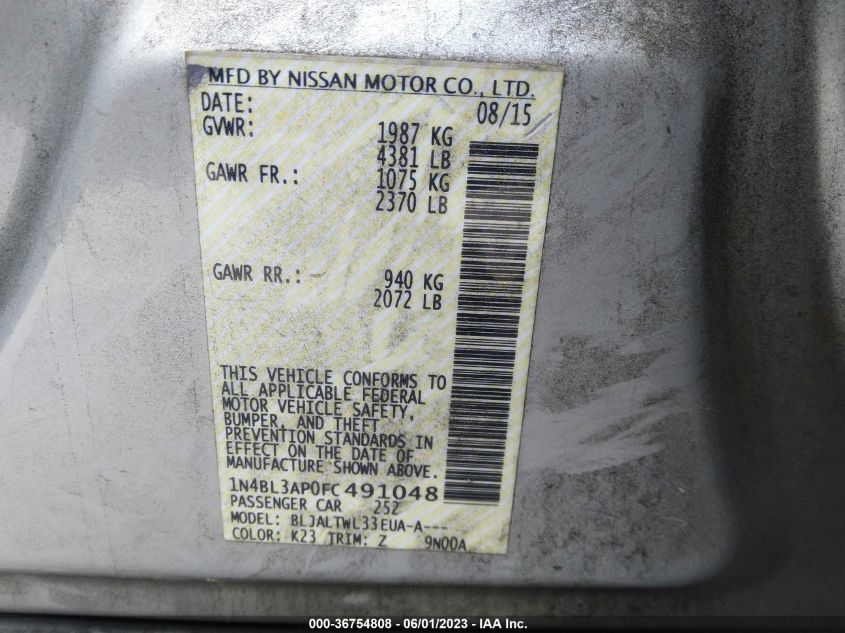 MFD BY NISSAN MOTOR CO., LTD.
DATE: 08/15
GVWR: 1987 KG
4381 LB
GAWR FR.: 1075 KG
2370 LB
GAWR RR.: 940 KG
2072 LB
THIS VEHICLE CONFORMS TO
ALL APPLICABLE FEDERAL
MOTOR VEHICLE SAFETY,
BUMPER, AND THEFT
PREVENTION STANDARDS IN
EFFECT ON THE DATE OF
MANUFACTURE SHOWN ABOVE.
1N4BL3AP0FC491048
PASSENGER CAR 252
MODEL: BLJALTWL33EUA-A---
COLOR: K23 TRIM: Z 9N00A
000-36754808 - 06/01/2023 - IAA Inc.